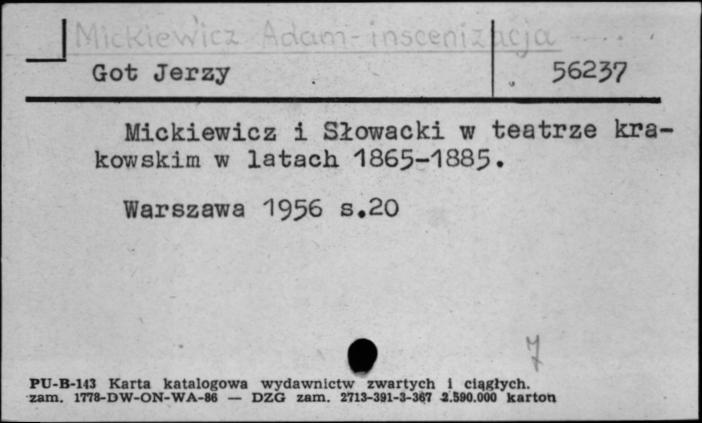 Mickiewicz Adam - inscenizacja
Got Jerzy 56237
Mickiewicz i Słowacki w teatrze kra-
kowskim w latach 1865-1885.
Warszawa 1956 s.20
7
PU-B-143 Karta katalogowa wydawnictw zwartych i ciągłych.
zam. 1778-DW-ON-WA-86 — DZG zam. 2713-391-3-367 2.590.000 karton